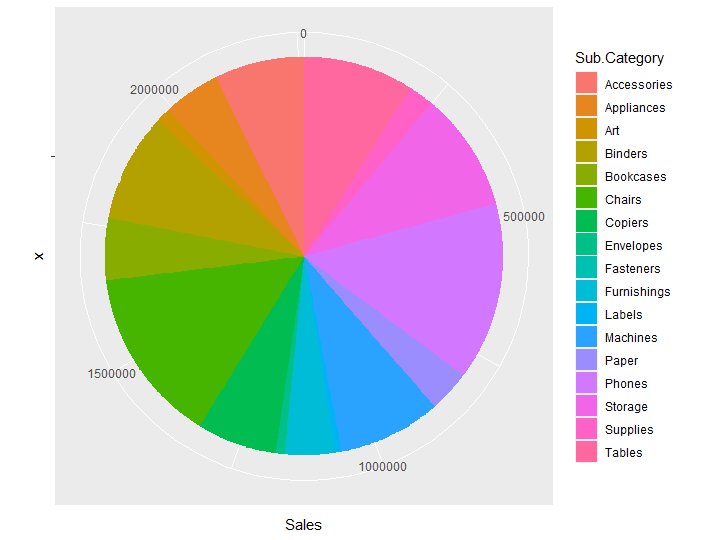 0
500000
1000000
1500000
2000000
x
Sales
Sub.Category
Accessories
Appliances
Art
Binders
Bookcases
Chairs
Copiers
Envelopes
Fasteners
Furnishings
Labels
Machines
Paper
Phones
Storage
Supplies
Tables